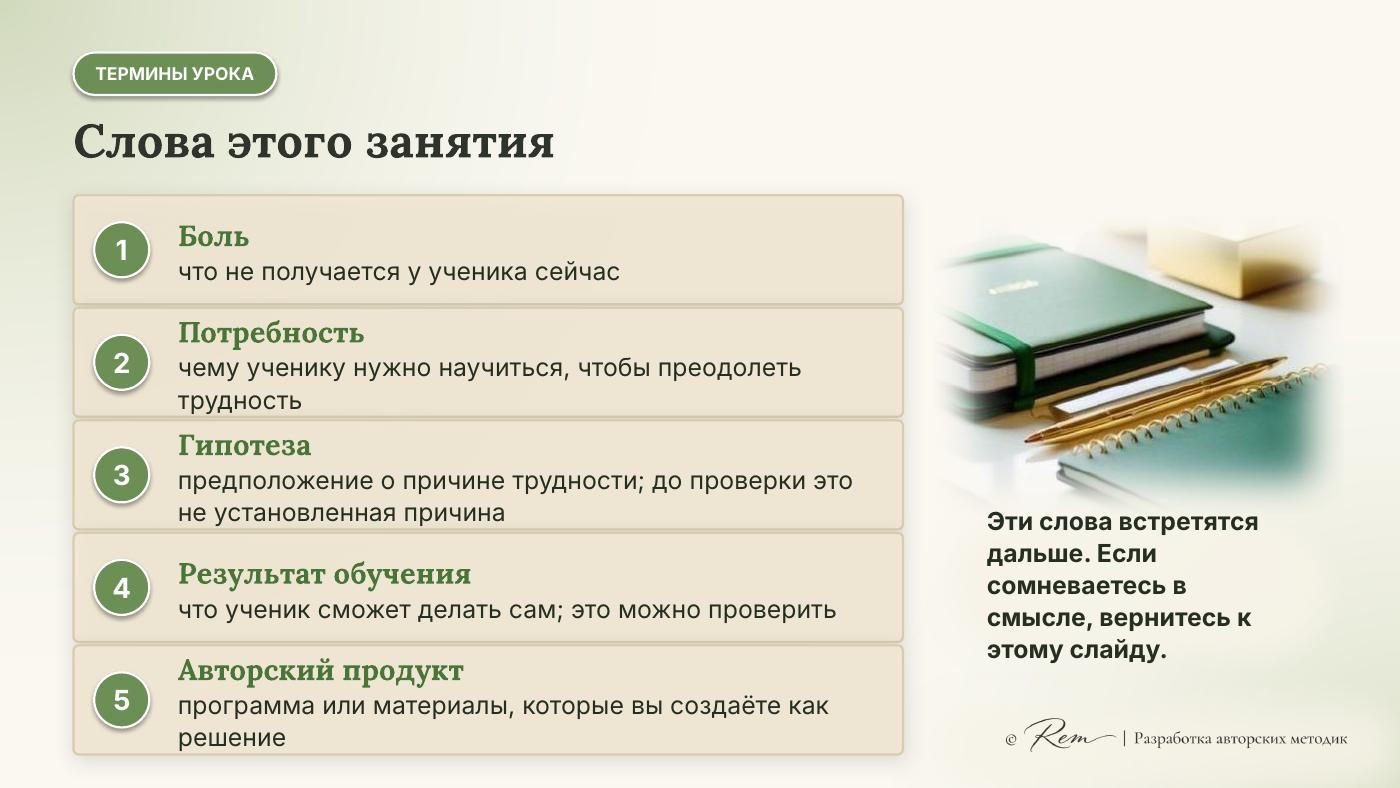 ТЕРМИНЫ УРОКА
Слова этого занятия
1
Боль
что не получается у ученика сейчас
2
Потребность
чему ученику нужно научиться, чтобы преодолеть
трудность
3
Гипотеза
предположение о причине трудности; до проверки это
не установленная причина
4
Результат обучения
что ученик сможет делать сам; это можно проверить
5
Авторский продукт
программа или материалы, которые вы создаёте как
решение
Эти слова встретятся
дальше. Если
сомневаетесь в
смысле, вернитесь к
этому слайду.
© Rem | Разработка авторских методик